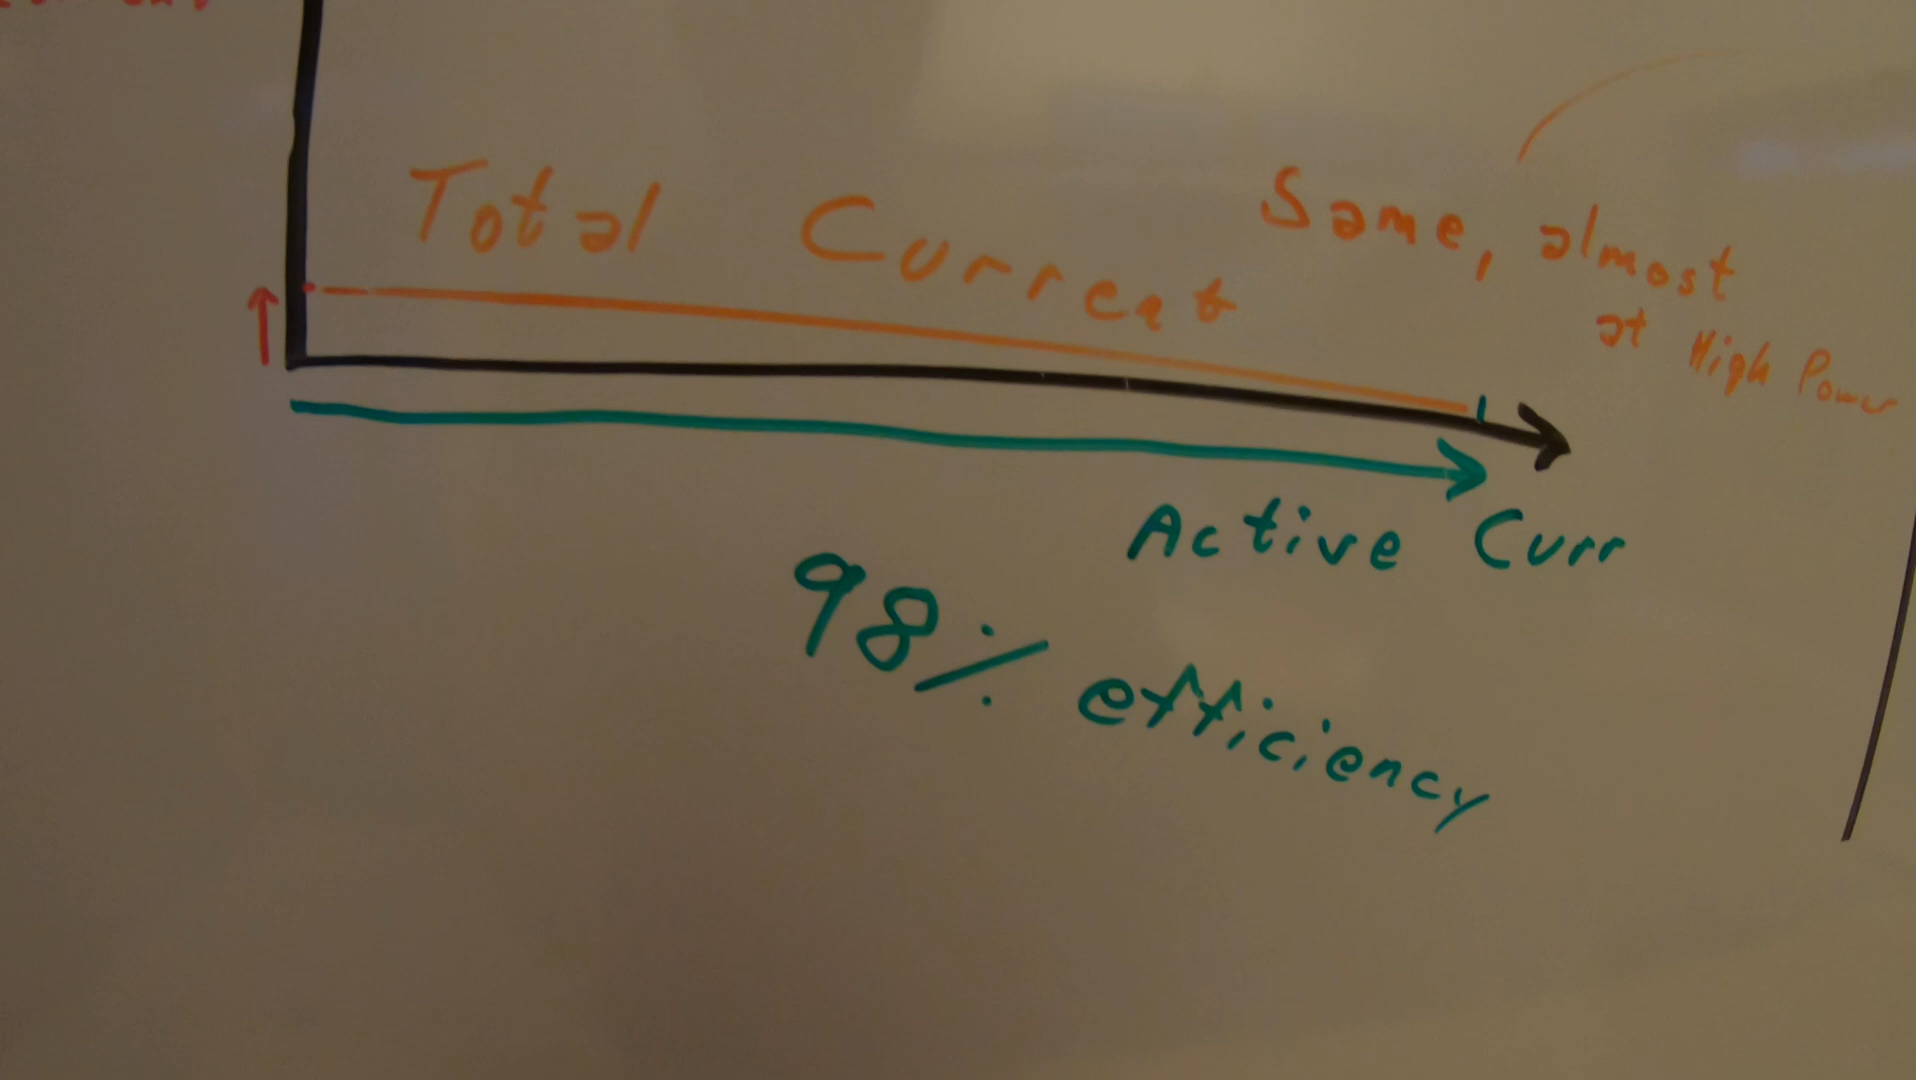 Total Current
Same, almost
at High Power
Active Curr
98% efficiency